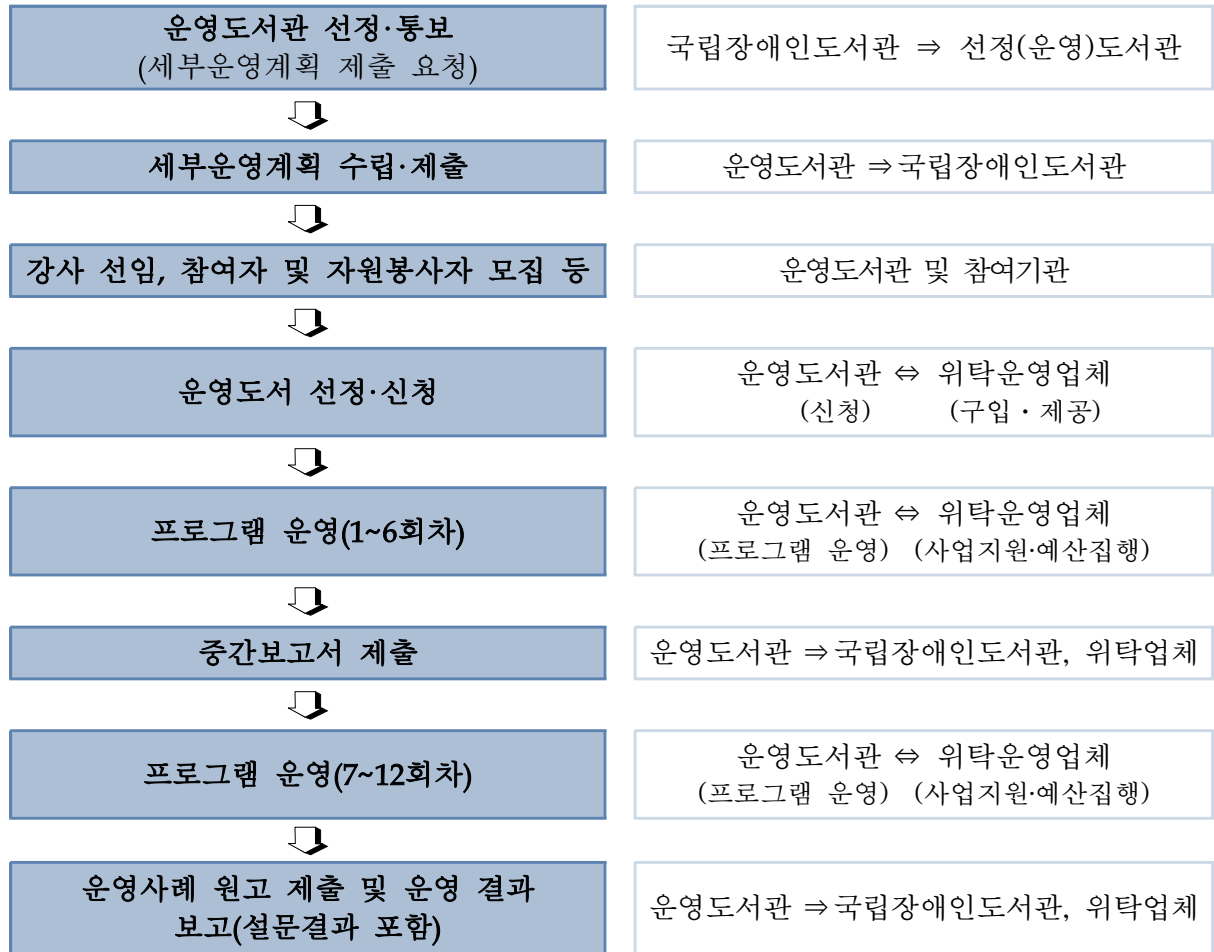 운영도서관 선정·통보
(세부운영계획 제출 요청)
국립장애인도서관 ⇒ 선정(운영)도서관
세부운영계획 수립·제출
운영도서관 ⇒국립장애인도서관
강사 선임, 참여자 및 자원봉사자 모집 등
운영도서관 및 참여기관
운영도서 선정·신청
운영도서관 ⇔ 위탁운영업체
(신청) (구입・제공)
프로그램 운영(1~6회차)
운영도서관 ⇔ 위탁운영업체
(프로그램 운영) (사업지원·예산집행)
중간보고서 제출
운영도서관 ⇒국립장애인도서관, 위탁업체
프로그램 운영(7~12회차)
운영도서관 ⇔ 위탁운영업체
(프로그램 운영) (사업지원·예산집행)
운영사례 원고 제출 및 운영 결과
보고(설문결과 포함)
운영도서관 ⇒국립장애인도서관, 위탁업체